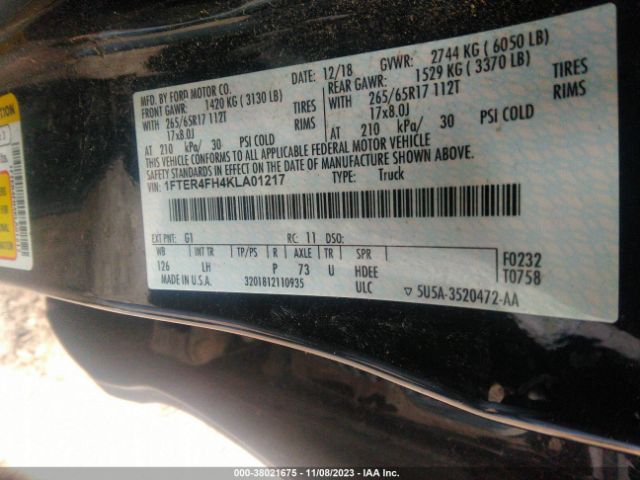 MFD. BY FORD MOTOR CO.
DATE: 12/18 GVWR: 2744 KG ( 6050 LB)
FRONT GAWR: 1420 KG ( 3130 LB)
REAR GAWR: 1529 KG ( 3370 LB)
WITH 265/65R17 112T TIRES
WITH 265/65R17 112T TIRES
17x8.0J RIMS
17x8.0J RIMS
AT 210 kPa/ 30 PSI COLD
AT 210 kPa/ 30 PSI COLD
THIS VEHICLE CONFORMS TO ALL APPLICABLE FEDERAL MOTOR VEHICLE
SAFETY STANDARDS IN EFFECT ON THE DATE OF MANUFACTURE SHOWN ABOVE.
VIN: 1FTER4FH4KLA01217
TYPE: Truck
EXT PNT: G1 RC: 11 DSO:
WB INT TR TP/PS R AXLE TR SPR
126 LH P 73 U HDEE
F0232
T0758
MADE IN U.S.A. 3201812110935 ULC
5U5A-3520472-AA
000-38021675 - 11/08/2023 - IAA Inc.